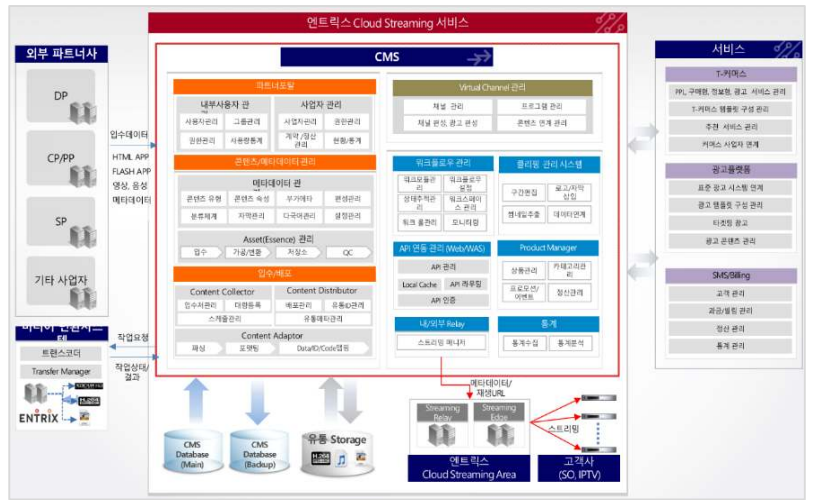 엔트릭스 Cloud Streaming 서비스
외부 파트너사
DP
CP/PP
SP
기타 사업자
입수데이터
HTML APP
FLASH APP
영상, 음성
메타데이터
작업요청
작업상태/
결과
트랜스코더
Transfer Manager
H.264
ENTRIX
CMS
파트너포탈
내부사용자 관
사용자관리
그룹관리
권한관리
사용량통계
사업자 관리
사업자관리
권한관리
계약/정산
관리
현황/통계
콘텐츠/메타데이터 관리
메타데이터 관
콘텐츠 유형
콘텐츠 속성
부가메타
편성관리
분류체계
자막관리
다국어관리
설정관리
Asset(Essence) 관리
입수
가공/변환
저장소
QC
입수/배포
Content Collector
입수처관리
대량등록
스케줄관리
Content Distributor
배포관리
유통ID관리
유통메타관리
Content Adaptor
파싱
포맷팅
Data/ID/Code맵핑
Virtual Channel 관리
채널 관리
프로그램 관리
채널 편성, 광고 편성
콘텐츠 연계 관리
워크플로우 관리
워크모듈관
리
워크플로우
설정
상태추적관
리
워크스페이
스 관리
워크 룰관리
모니터링
클리핑 관리 시스템
구간편집
로고/자막
삽입
썸네일추출
데이터연계
API 연동 관리 (Web/WAS)
API 관리
Local Cache
API 라우팅
API 인증
Product Manager
상품관리
카테고리관
리
프로모션/
이벤트
정산관리
내/외부 Relay
스트리밍 매니저
통계
통계수집
통계분석
서비스
T-커머스
PPL, 구매형, 정보형, 광고 서비스 관리
T-커머스 템플릿 구성 관리
추천 서비스 관리
커머스 사업자 연계
광고플랫폼
표준 광고 시스템 연계
광고 템플릿 구성 관리
타겟팅 광고
광고 콘텐츠 관리
SMS/Billing
고객 관리
과금/빌링 관리
정산 관리
통계 관리
CMS
Database
(Main)
CMS
Database
(Backup)
유통 Storage
H.264
메타데이터/
재생URL
Streaming
Relay
Streaming
Edge
스트리밍
엔트릭스
Cloud Streaming Area
고객사
(SO, IPTV)